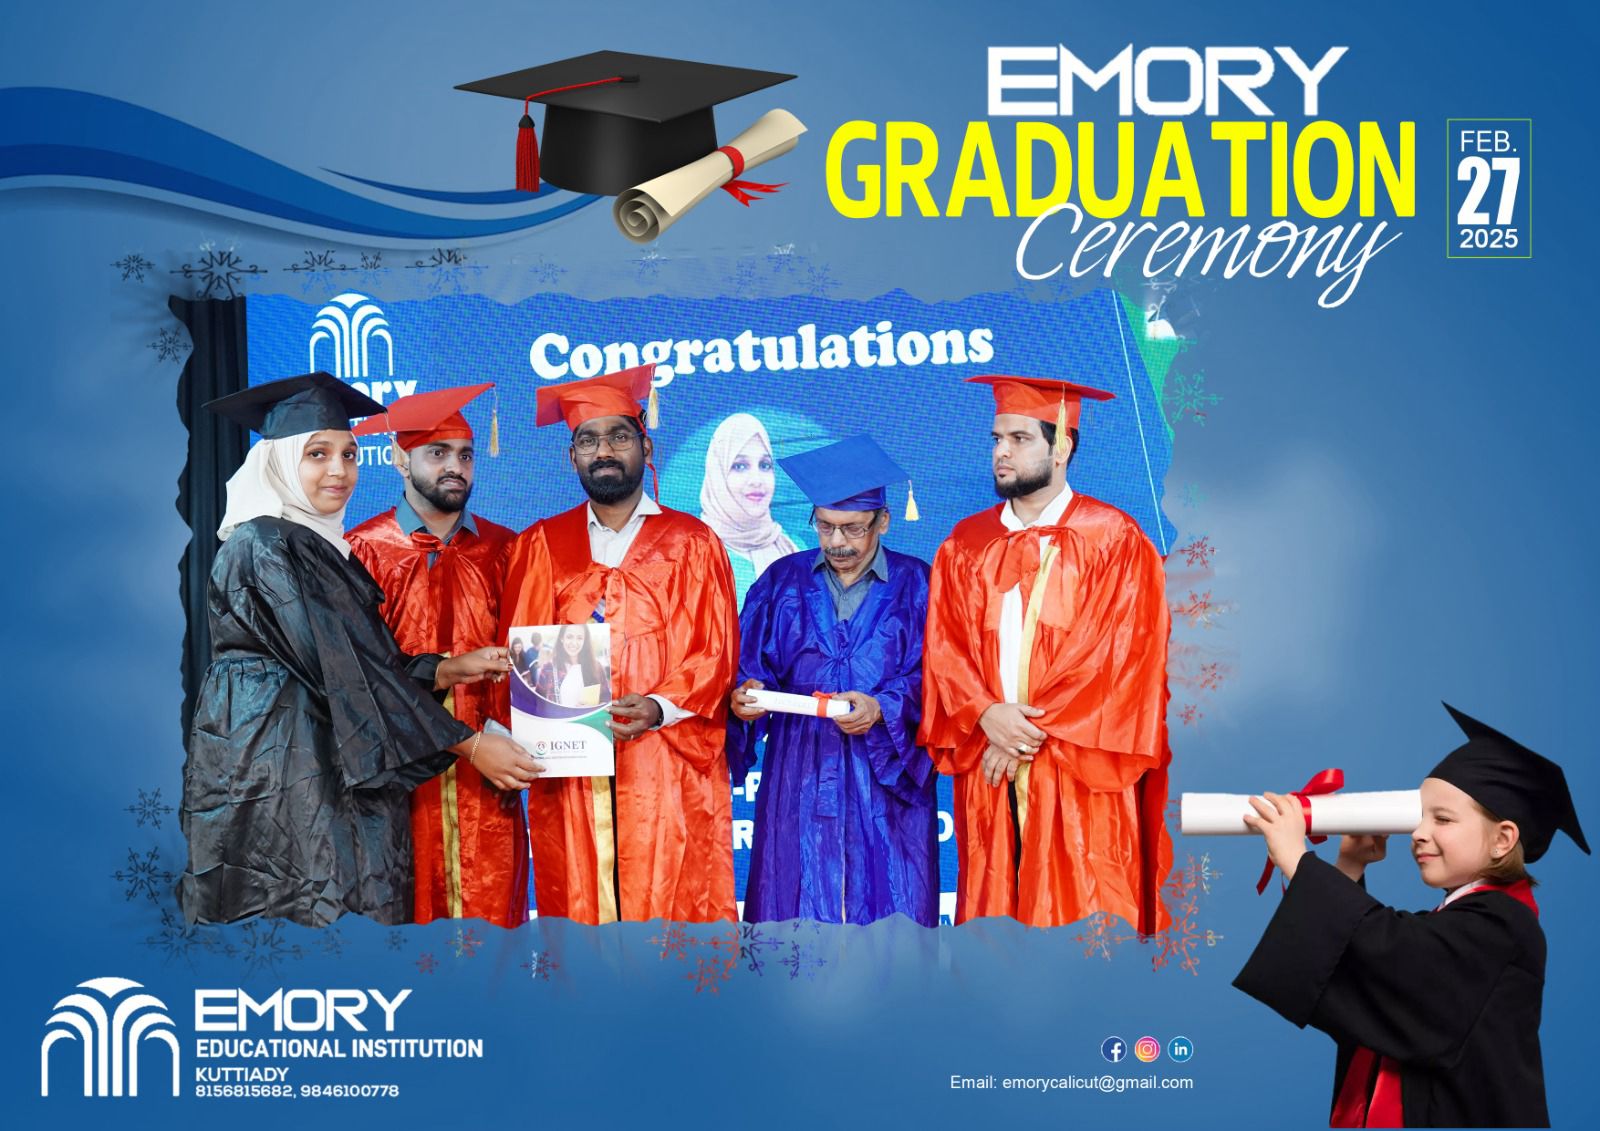 EMORY
GRADUATION
Ceremony
FEB.
27
2025
Congratulations
IGNET
EMORY
EDUCATIONAL INSTITUTION
KUTTIADY
8156815682, 9846100778
Email: emorycalicut@gmail.com